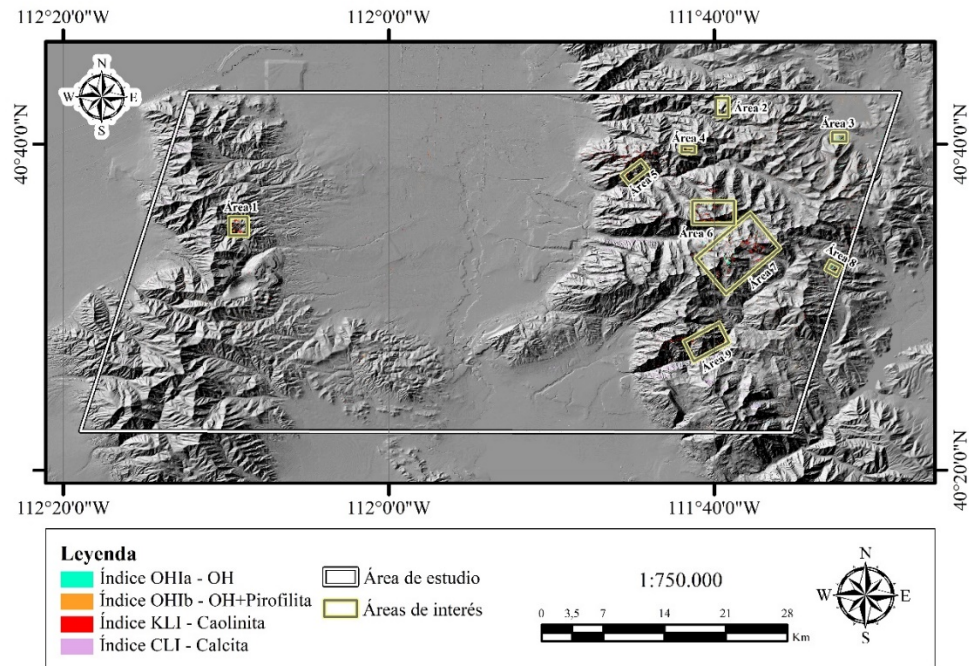 112°20'0"W 112°0'0"W 111°40'0"W
N
W E
S
40°40'0"N
40°40'0"N
Área 1
Área 2
Área 3
Área 4
Área 5
Área 6
Área 7
Área 8
Área 9
40°20'0"N
112°20'0"W 112°0'0"W 111°40'0"W
40°20'0"N
Leyenda
Índice OHIa - OH
Índice OHIb - OH+Pirofilita
Índice KLI - Caolinita
Índice CLI - Calcita
Área de estudio
Áreas de interés
1:750.000
0 3,5 7 14 21 28
Km
N
W E
S